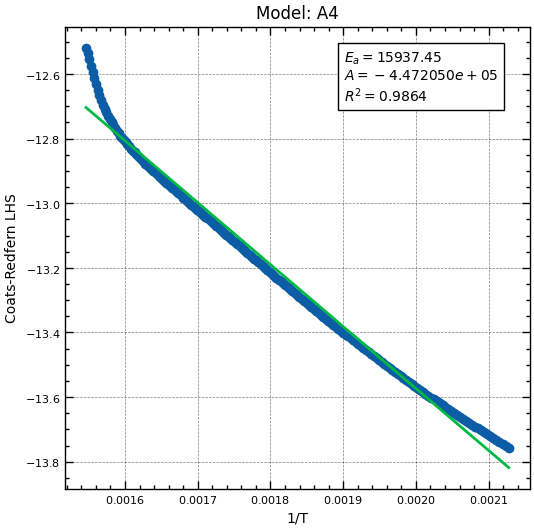 Model: A4
Eₐ = 15937.45
A = −4.472050e + 05
R² = 0.9864
−12.6
−12.8
−13.0
−13.2
−13.4
−13.6
−13.8
Coats-Redfern LHS
0.0016 0.0017 0.0018 0.0019 0.0020 0.0021
1/T